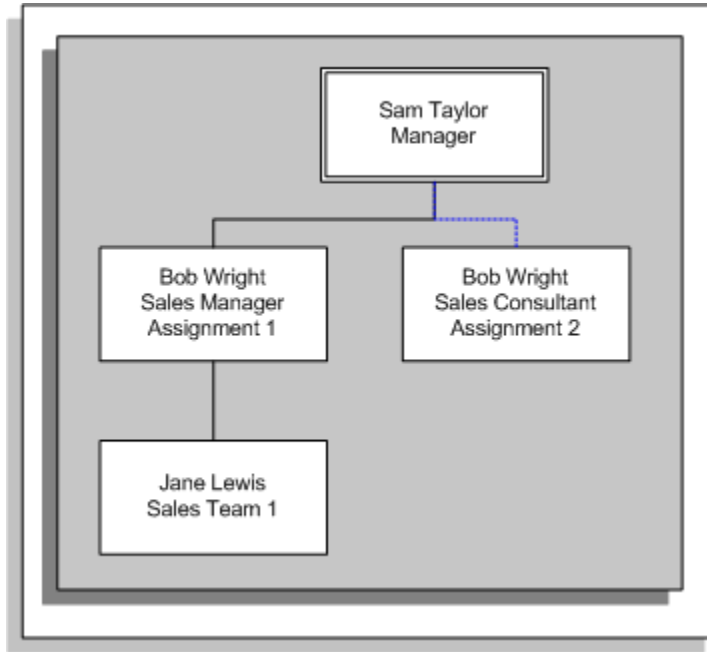 Sam Taylor
Manager
Bob Wright
Sales Manager
Assignment 1
Bob Wright
Sales Consultant
Assignment 2
Jane Lewis
Sales Team 1